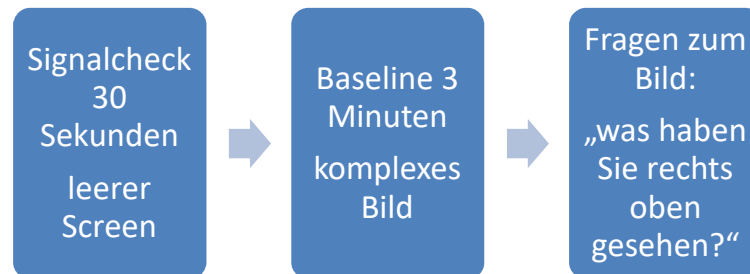 Signalcheck
30
Sekunden
leerer
Screen
Baseline 3
Minuten
komplexes
Bild
Fragen zum
Bild:
„was haben
Sie rechts
oben
gesehen?“